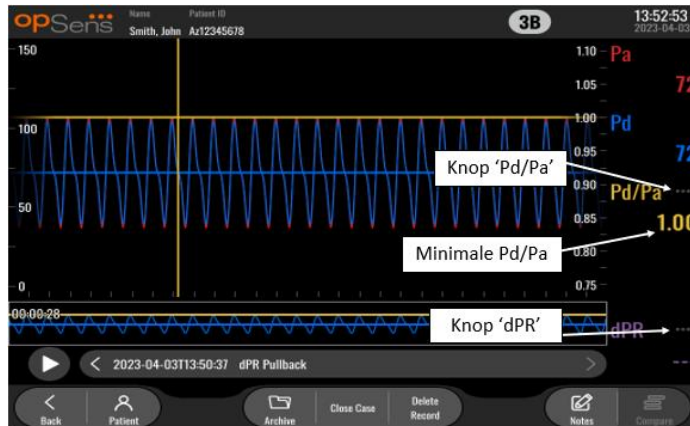 opSens
Name
Smith, John
Patient ID
Az12345678
3B
13:52:53
2023-04-03
150
100
50
0
1.10
1.05
1.00
0.95
0.90
0.85
0.80
0.75
Pa
72
Pd
72
Pd/Pa
---
1.00
dPR
---
--
Knop ‘Pd/Pa’
Minimale Pd/Pa
Knop ‘dPR’
00:00:28
< 2023-04-03T13:50:37 dPR Pullback >
Back
Patient
Archive
Close Case
Delete
Record
Notes
Compare